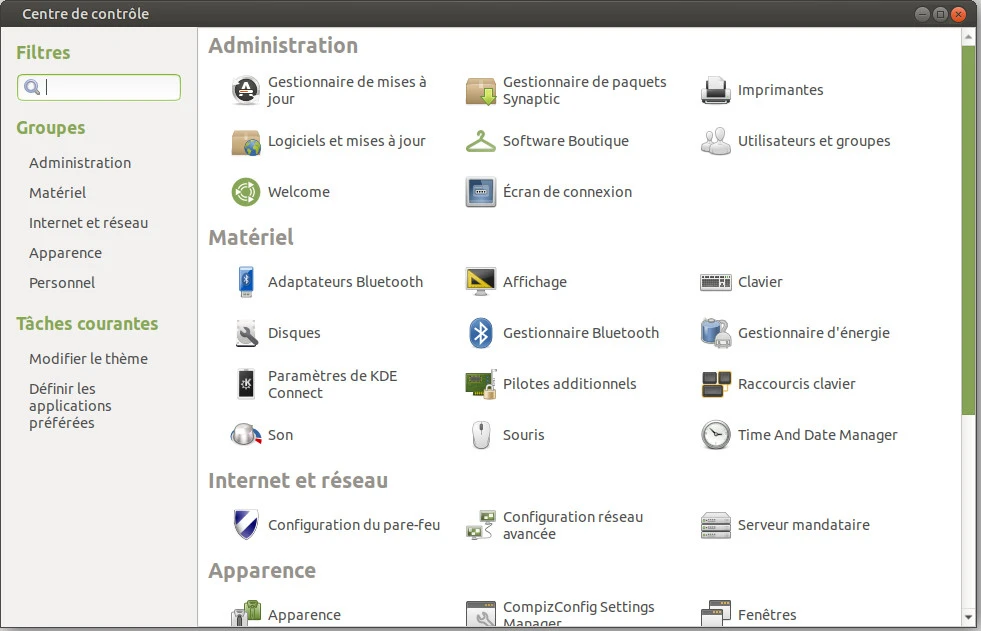 Centre de contrôle
Filtres
Groupes
Administration
Matériel
Internet et réseau
Apparence
Personnel
Tâches courantes
Modifier le thème
Définir les
applications
préférées
Administration
Gestionnaire de mises à
jour
Gestionnaire de paquets
Synaptic
Imprimantes
Logiciels et mises à jour
Software Boutique
Utilisateurs et groupes
Welcome
Écran de connexion
Matériel
Adaptateurs Bluetooth
Affichage
Clavier
Disques
Gestionnaire Bluetooth
Gestionnaire d'énergie
Paramètres de KDE
Connect
Pilotes additionnels
Raccourcis clavier
Son
Souris
Time And Date Manager
Internet et réseau
Configuration du pare-feu
Configuration réseau
avancée
Serveur mandataire
Apparence
Apparence
CompizConfig Settings
Manager
Fenêtres